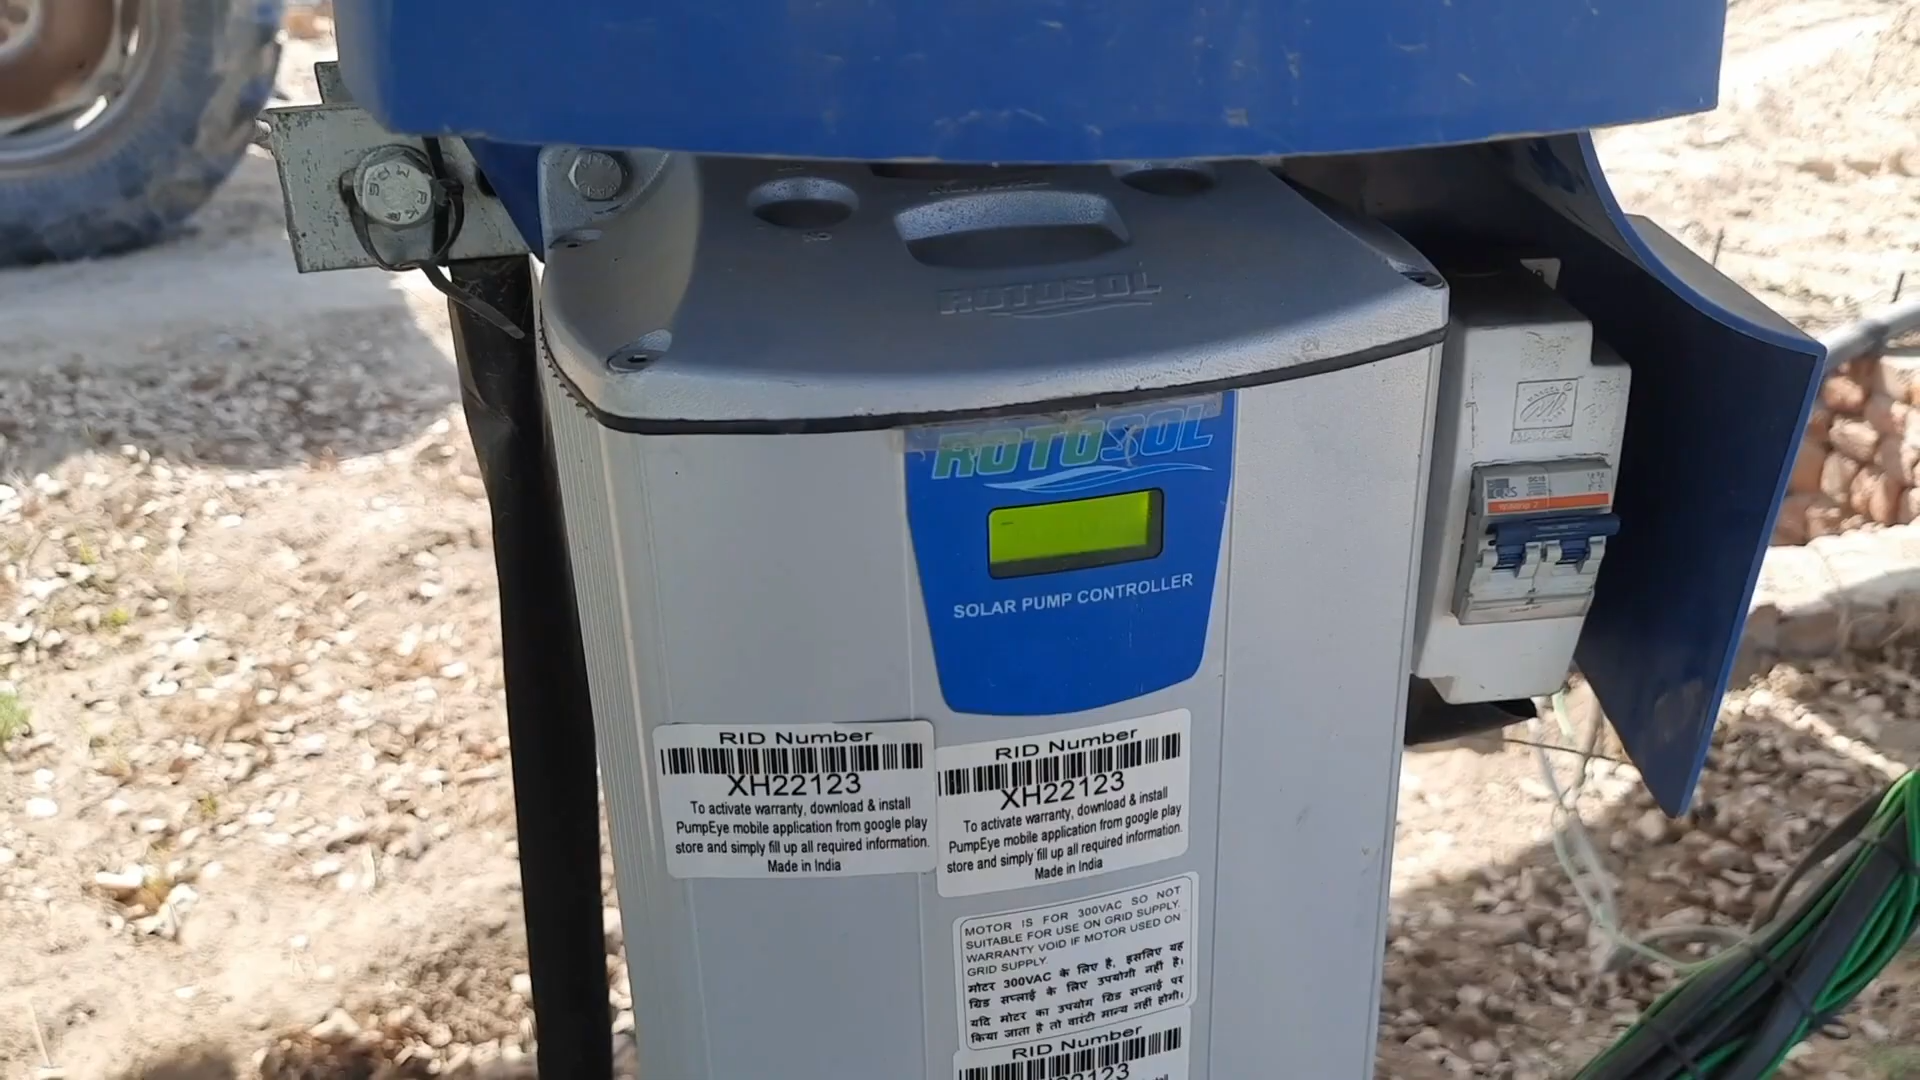 ROTOSOL
ROTOSOL
SOLAR PUMP CONTROLLER
RID Number
XH22123
To activate warranty, download & install
PumpEye mobile application from google play
store and simply fill up all required information.
Made in India
RID Number
XH22123
To activate warranty, download & install
PumpEye mobile application from google play
store and simply fill up all required information.
Made in India
MOTOR IS FOR 300VAC SO NOT
SUITABLE FOR USE ON GRID SUPPLY.
WARRANTY VOID IF MOTOR USED ON
GRID SUPPLY.
मोटर 300VAC के लिए है, इसलिए यह
ग्रिड सप्लाई के लिए उपयोगी नहीं है।
यदि मोटर का उपयोग ग्रिड सप्लाई पर
किया जाता है तो वारंटी मान्य नहीं होगी।
RID Number